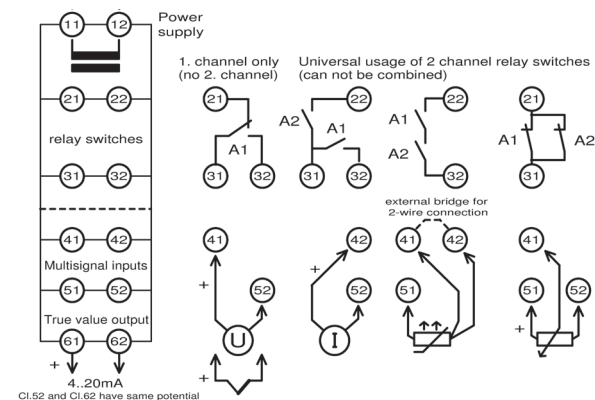 11 12 Power
supply
21 22
relay switches
31 32
41 42
Multisignal inputs
51 52
True value output
61 62
+
4..20mA
Cl.52 and Cl.62 have same potential
1. channel only
(no 2. channel)
21
A1
31 32
Universal usage of 2 channel relay switches
(can not be combined)
22
A2 A1
31 32
22
A1
A2
32
21
A1 A2
31
41
+ 52
U
+
42
+ 52
I
external bridge for
2-wire connection
41 42
51
41
51 52
+